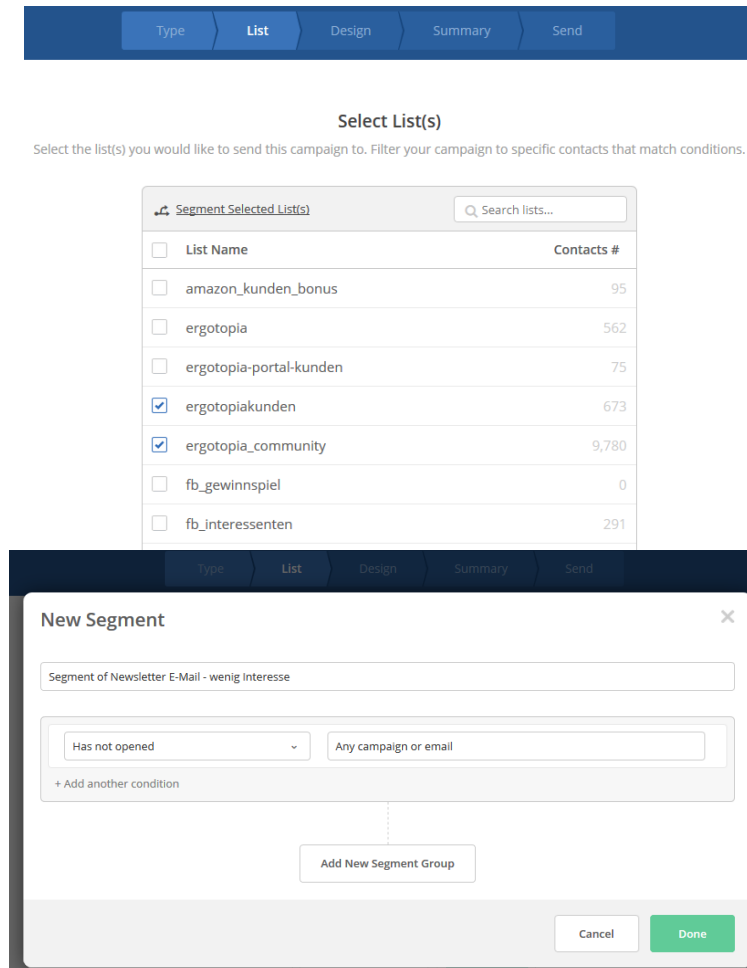 Type List Design Summary Send
Select List(s)
Select the list(s) you would like to send this campaign to. Filter your campaign to specific contacts that match conditions.
Segment Selected List(s) Search lists...
List Name Contacts #
amazon_kunden_bonus 95
ergotopia 562
ergotopia-portal-kunden 75
ergotopiakunden 673
ergotopia_community 9,780
fb_gewinnspiel 0
fb_interessenten 291
Type List Design Summary Send
New Segment
Segment of Newsletter E-Mail - wenig Interesse
Has not opened Any campaign or email
+ Add another condition
Add New Segment Group
Cancel Done